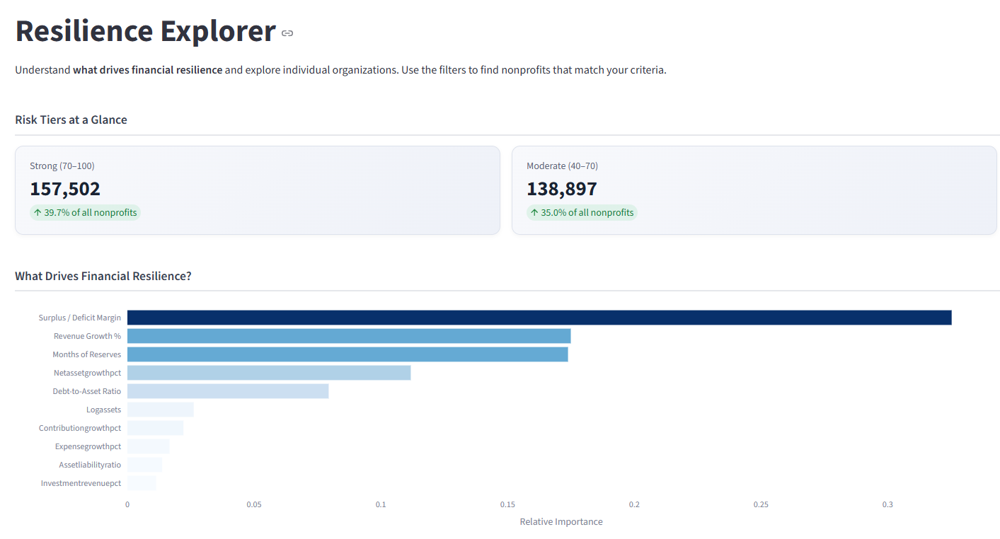 Resilience Explorer
Understand what drives financial resilience and explore individual organizations. Use the filters to find nonprofits that match your criteria.
Risk Tiers at a Glance
Strong (70–100)
157,502
↑ 39.7% of all nonprofits
Moderate (40–70)
138,897
↑ 35.0% of all nonprofits
What Drives Financial Resilience?
Surplus / Deficit Margin
Revenue Growth %
Months of Reserves
Netassetgrowthpct
Debt-to-Asset Ratio
Logassets
Contributiongrowthpct
Expensegrowthpct
Assetliabilityratio
Investmentrevenuepct
0 0.05 0.1 0.15 0.2 0.25 0.3
Relative Importance